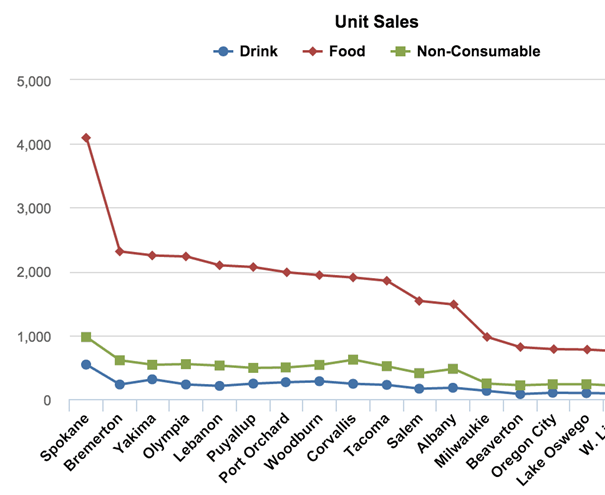 Unit Sales
Drink Food Non-Consumable
5,000
4,000
3,000
2,000
1,000
0
Spokane
Bremerton
Yakima
Olympia
Lebanon
Puyallup
Port Orchard
Woodburn
Corvallis
Tacoma
Salem
Albany
Milwaukie
Beaverton
Oregon City
Lake Oswego
W.